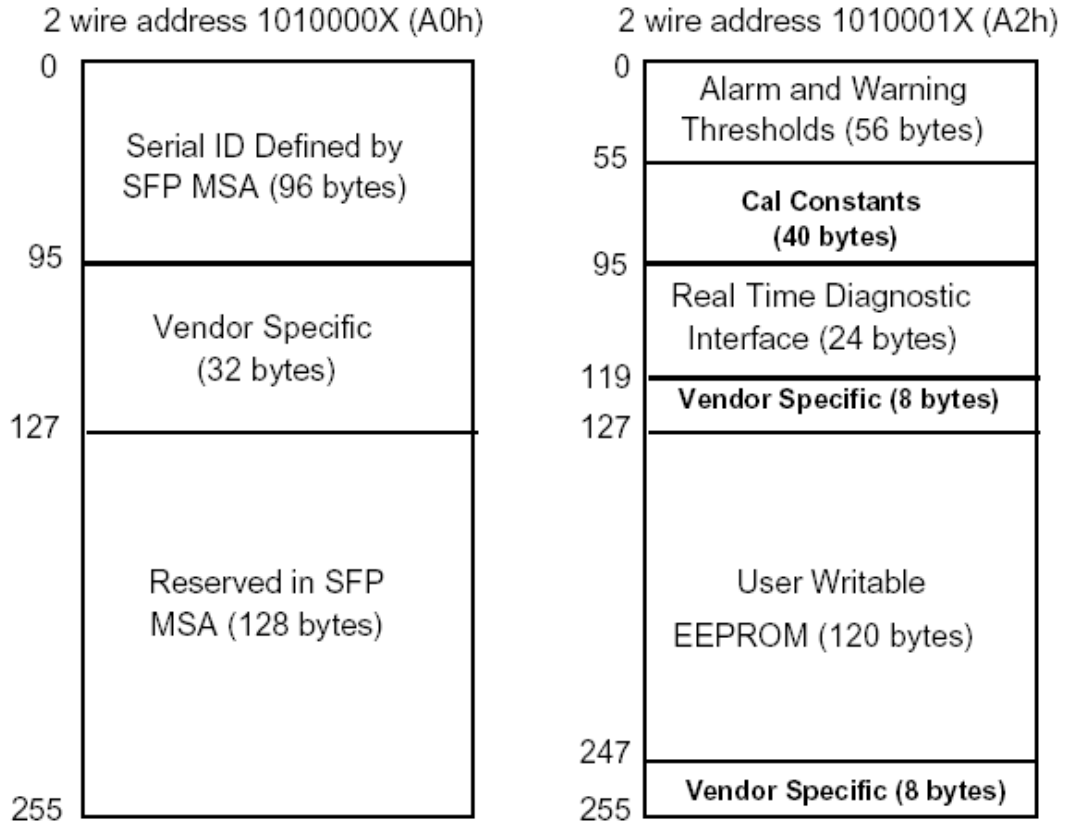 2 wire address 1010000X (A0h)
0
Serial ID Defined by
SFP MSA (96 bytes)
95
Vendor Specific
(32 bytes)
127
Reserved in SFP
MSA (128 bytes)
255
2 wire address 1010001X (A2h)
0
Alarm and Warning
Thresholds (56 bytes)
55
Cal Constants
(40 bytes)
95
Real Time Diagnostic
Interface (24 bytes)
119
Vendor Specific (8 bytes)
127
User Writable
EEPROM (120 bytes)
247
Vendor Specific (8 bytes)
255